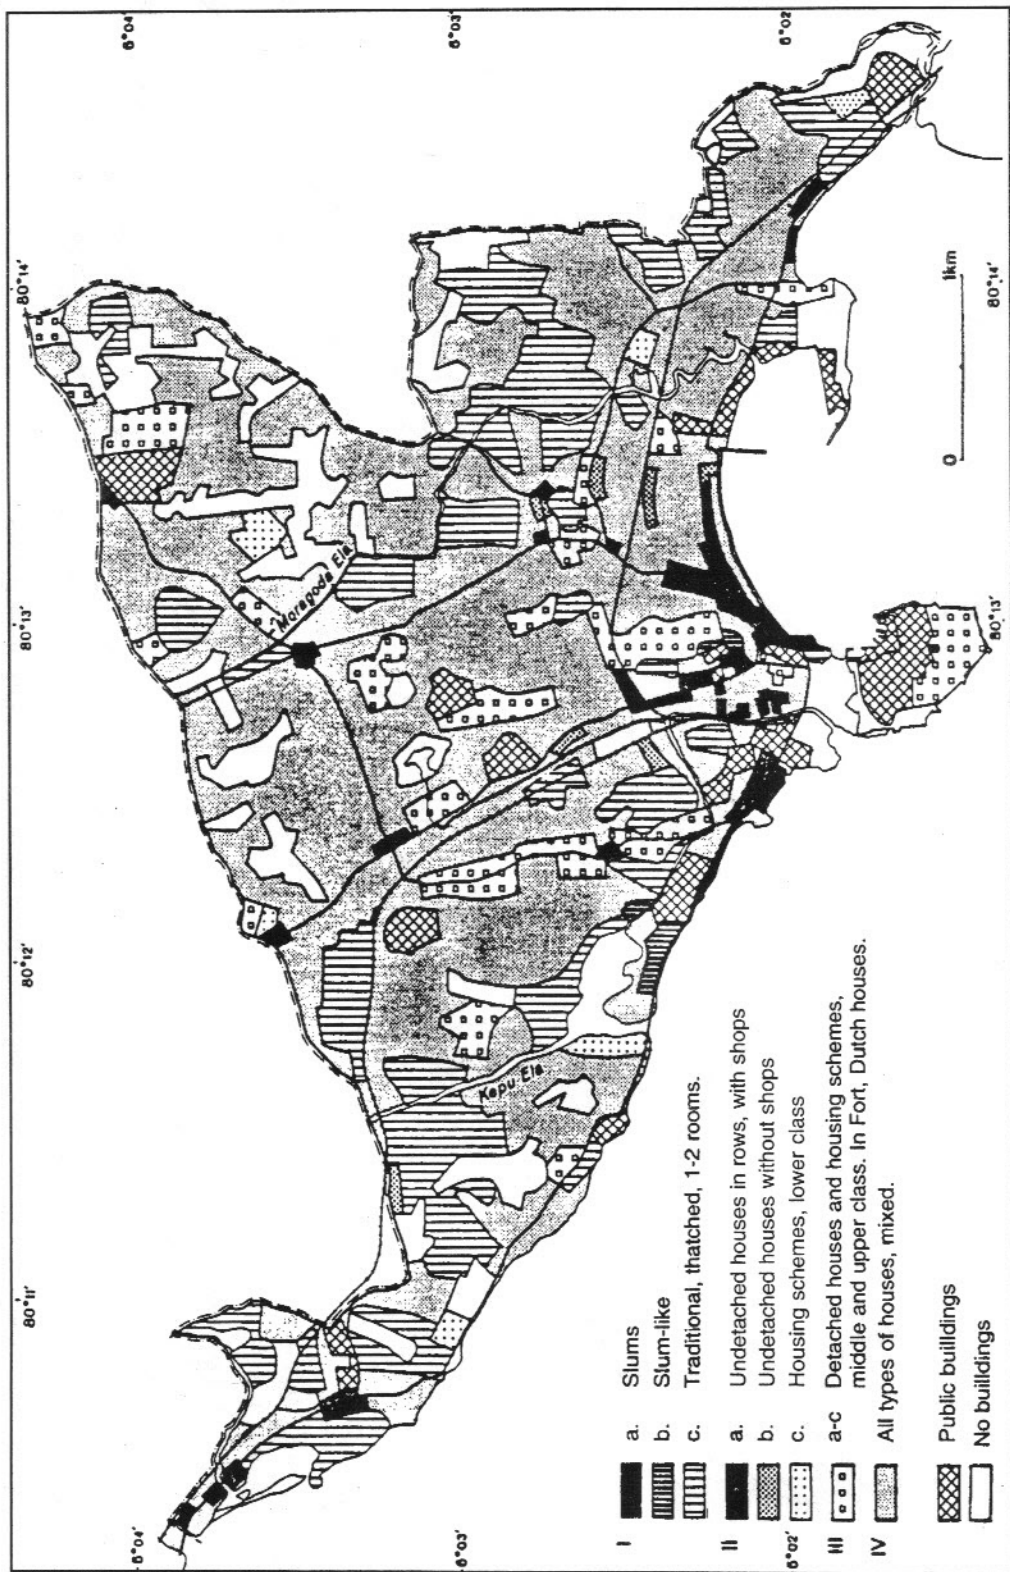 80°11'
80°12'
80°13'
80°14'
6°04'
6°04'
6°03'
6°03'
6°02'
6°02'
80°13'
80°14'
Maragoda Ela
Kepu Ela
0 1km
I a. Slums
b. Slum-like
c. Traditional, thatched, 1-2 rooms.
II a. Undetached houses in rows, with shops
b. Undetached houses without shops
c. Housing schemes, lower class
III a-c Detached houses and housing schemes,
middle and upper class. In Fort, Dutch houses.
IV All types of houses, mixed.
Public builldings
No buildings